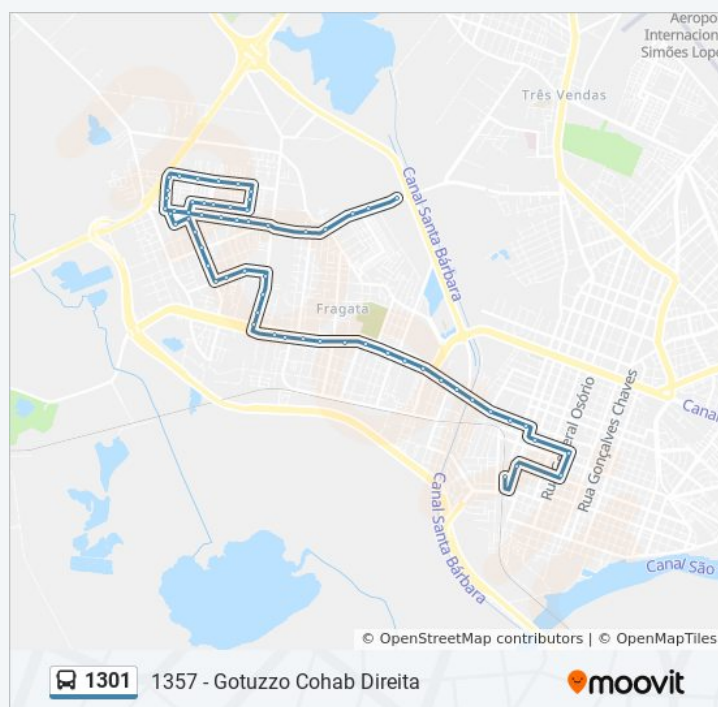 Aeropo
Internacion
Simões Lope
Três Vendas
Canal Santa Bárbara
Fragata
Rua General Osório
Rua Gonçalves Chaves
Canal
Canal Santa Bárbara
Canal São
© OpenStreetMap contributors | © OpenMapTiles
1301 1357 - Gotuzzo Cohab Direita moovit